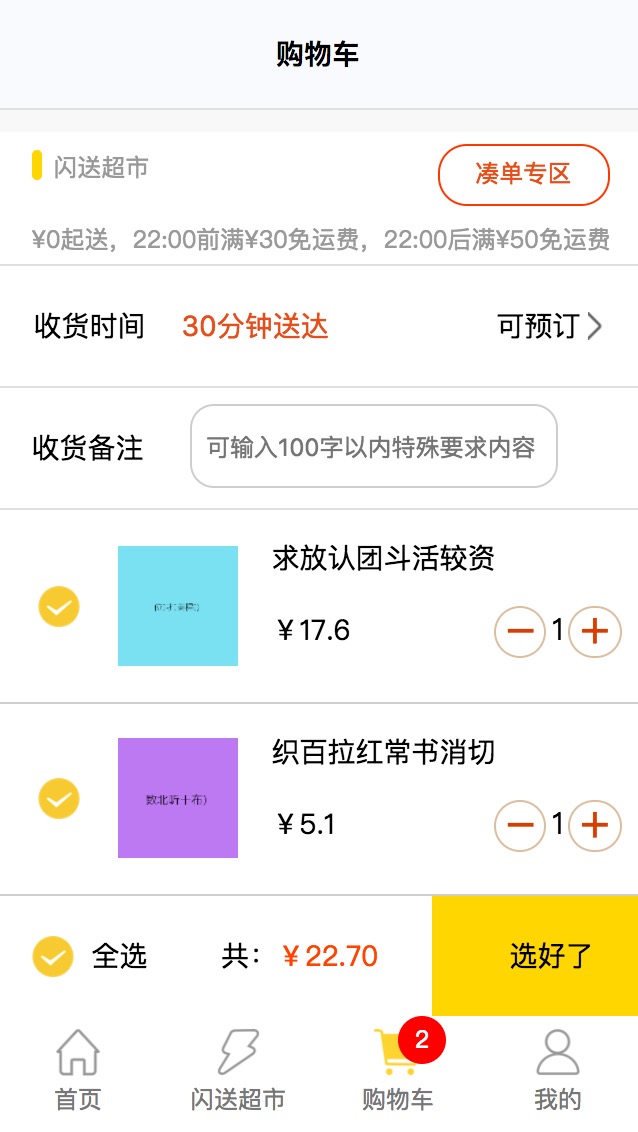 购物车
闪送超市
凑单专区
¥0起送，22:00前满¥30免运费，22:00后满¥50免运费
收货时间 30分钟送达 可预订
收货备注 可输入100字以内特殊要求内容
求放认团斗活较资
￥17.6
1
织百拉红常书消切
数北听十布)
￥5.1
1
全选 共： ￥22.70 选好了
2
首页 闪送超市 购物车 我的